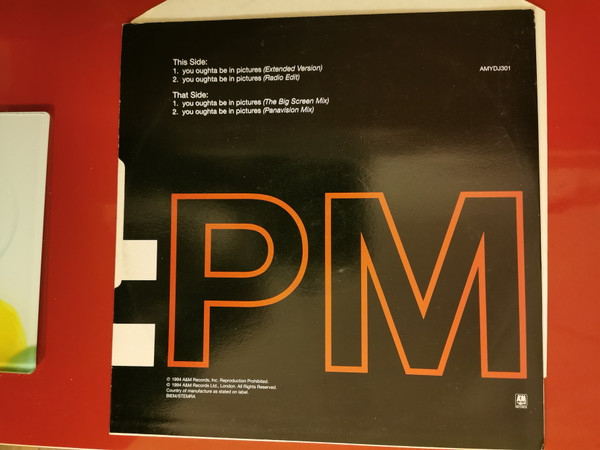 This Side:
1. you oughta be in pictures (Extended Version)
2. you oughta be in pictures (Radio Edit)
AMYDJ301
That Side:
1. you oughta be in pictures (The Big Screen Mix)
2. you oughta be in pictures (Panavision Mix)
PM
℗ 1994 A&M Records, Inc. Reproduction Prohibited.
© 1994 A&M Records Ltd., London. All Rights Reserved.
Country of manufacture as stated on label.
BIEM/STEMRA
AM
RECORDS